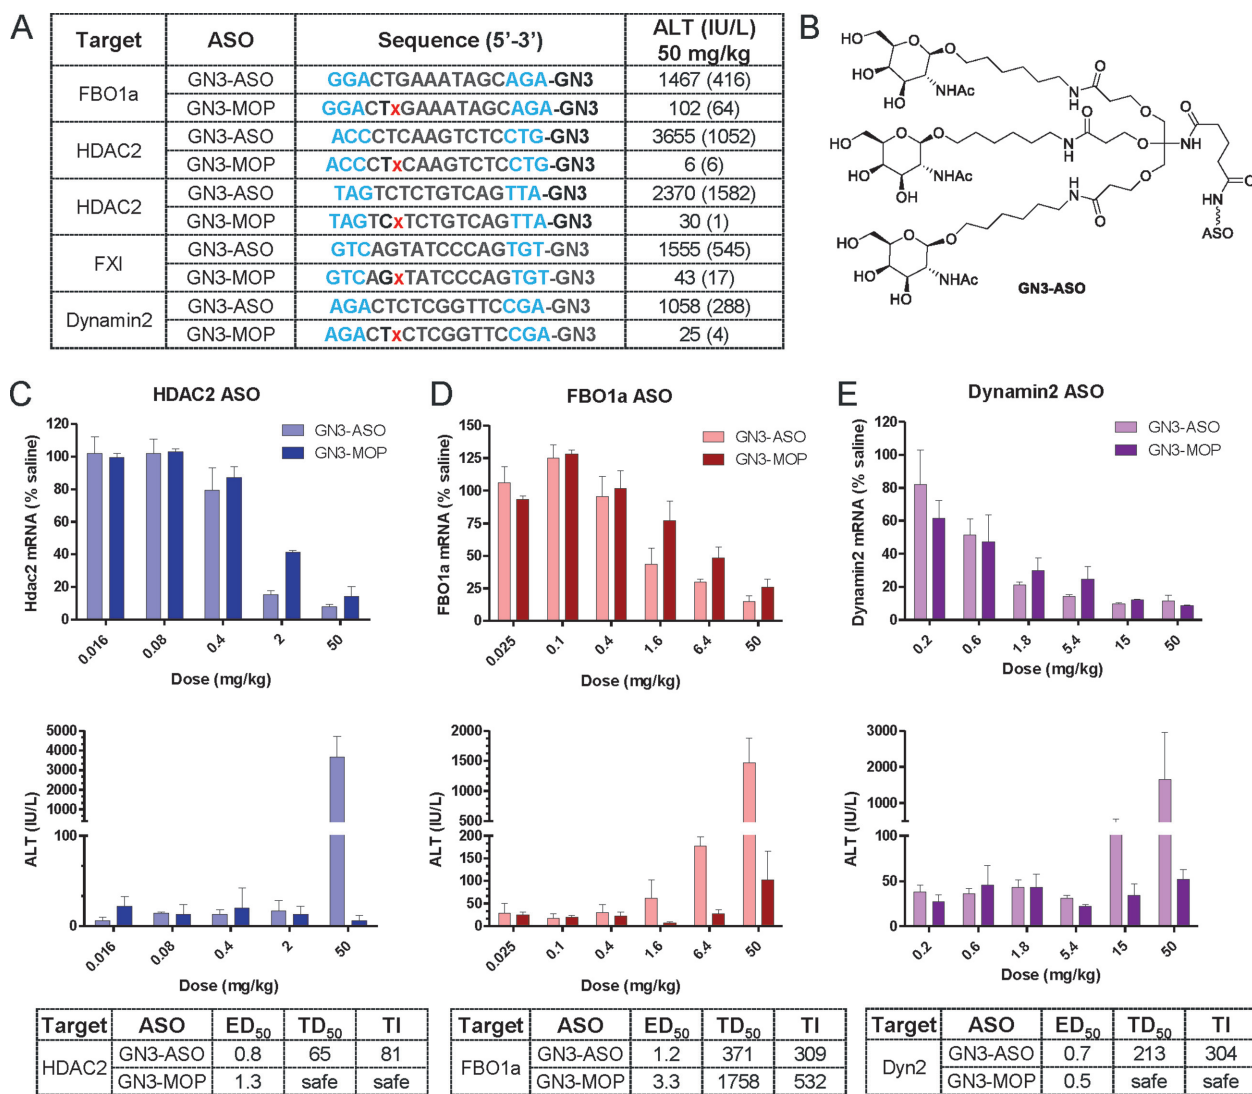 A
Target ASO Sequence (5'-3') ALT (IU/L) 50 mg/kg
FBO1a GN3-ASO GGACTGAAATAGCAGA-GN3 1467 (416)
GN3-MOP GGACTxGAAATAGCAGA-GN3 102 (64)
HDAC2 GN3-ASO ACCCTCAAGTCTCCTG-GN3 3655 (1052)
GN3-MOP ACCCTxCAAGTCTCCTG-GN3 6 (6)
HDAC2 GN3-ASO TAGTCTCTGTCAGTTA-GN3 2370 (1582)
GN3-MOP TAGTCxTCTGTCAGTTA-GN3 30 (1)
FXI GN3-ASO GTCAGTATCCCAGTGT-GN3 1555 (545)
GN3-MOP GTCAGxTATCCCAGTGT-GN3 43 (17)
Dynamin2 GN3-ASO AGACTCTCGGTTCCGA-GN3 1058 (288)
GN3-MOP AGACTxCTCGGTTCCGA-GN3 25 (4)
B
HO OH
HO O O
HO NHAc
N H O
O
HO OH
HO O O
HO NHAc
N H O
O N H O
HO OH
HO O O
HO NHAc
N H O
O
O
HN
ASO
GN3-ASO
C
HDAC2 ASO
Hdac2 mRNA (% saline)
120
100
80
60
40
20
0
GN3-ASO
GN3-MOP
0.016 0.08 0.4 2 50
Dose (mg/kg)
D
FBO1a ASO
FBO1a mRNA (% saline)
150
125
100
75
50
25
0
GN3-ASO
GN3-MOP
0.025 0.1 0.4 1.6 6.4 50
Dose (mg/kg)
E
Dynamin2 ASO
Dynamin2 mRNA (% saline)
120
100
80
60
40
20
0
GN3-ASO
GN3-MOP
0.2 0.6 1.8 5.4 15 50
Dose (mg/kg)
ALT (IU/L)
5000
4000
3000
2000
1000
100
0
0.016 0.08 0.4 2 50
Dose (mg/kg)
ALT (IU/L)
2000
1500
1000
500
200
150
100
50
0
0.025 0.1 0.4 1.6 6.4 50
Dose (mg/kg)
ALT (IU/L)
3000
2000
1000
100
50
0
0.2 0.6 1.8 5.4 15 50
Dose (mg/kg)
Target ASO ED50 TD50 TI
HDAC2 GN3-ASO 0.8 65 81
GN3-MOP 1.3 safe safe
Target ASO ED50 TD50 TI
FBO1a GN3-ASO 1.2 371 309
GN3-MOP 3.3 1758 532
Target ASO ED50 TD50 TI
Dyn2 GN3-ASO 0.7 213 304
GN3-MOP 0.5 safe safe